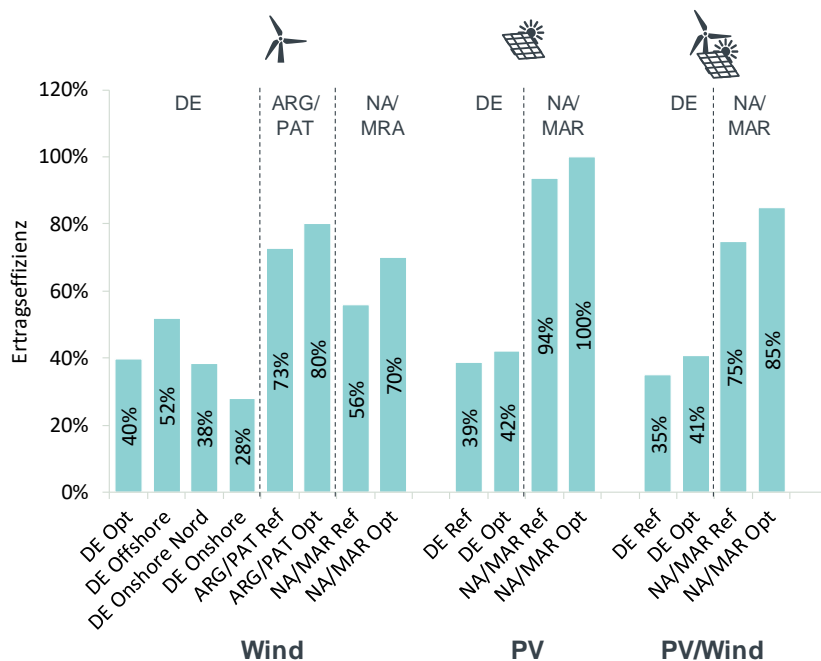 120%
100%
80%
60%
40%
20%
0%
Ertragseffizienz
DE
ARG/
PAT
NA/
MRA
DE
NA/
MAR
DE
NA/
MAR
40%
52%
38%
28%
73%
80%
56%
70%
39%
42%
94%
100%
35%
41%
75%
85%
DE Opt
DE Offshore
DE Onshore Nord
DE Onshore
ARG/PAT Ref
ARG/PAT Opt
NA/MAR Ref
NA/MAR Opt
DE Ref
DE Opt
NA/MAR Ref
NA/MAR Opt
DE Ref
DE Opt
NA/MAR Ref
NA/MAR Opt
Wind
PV
PV/Wind